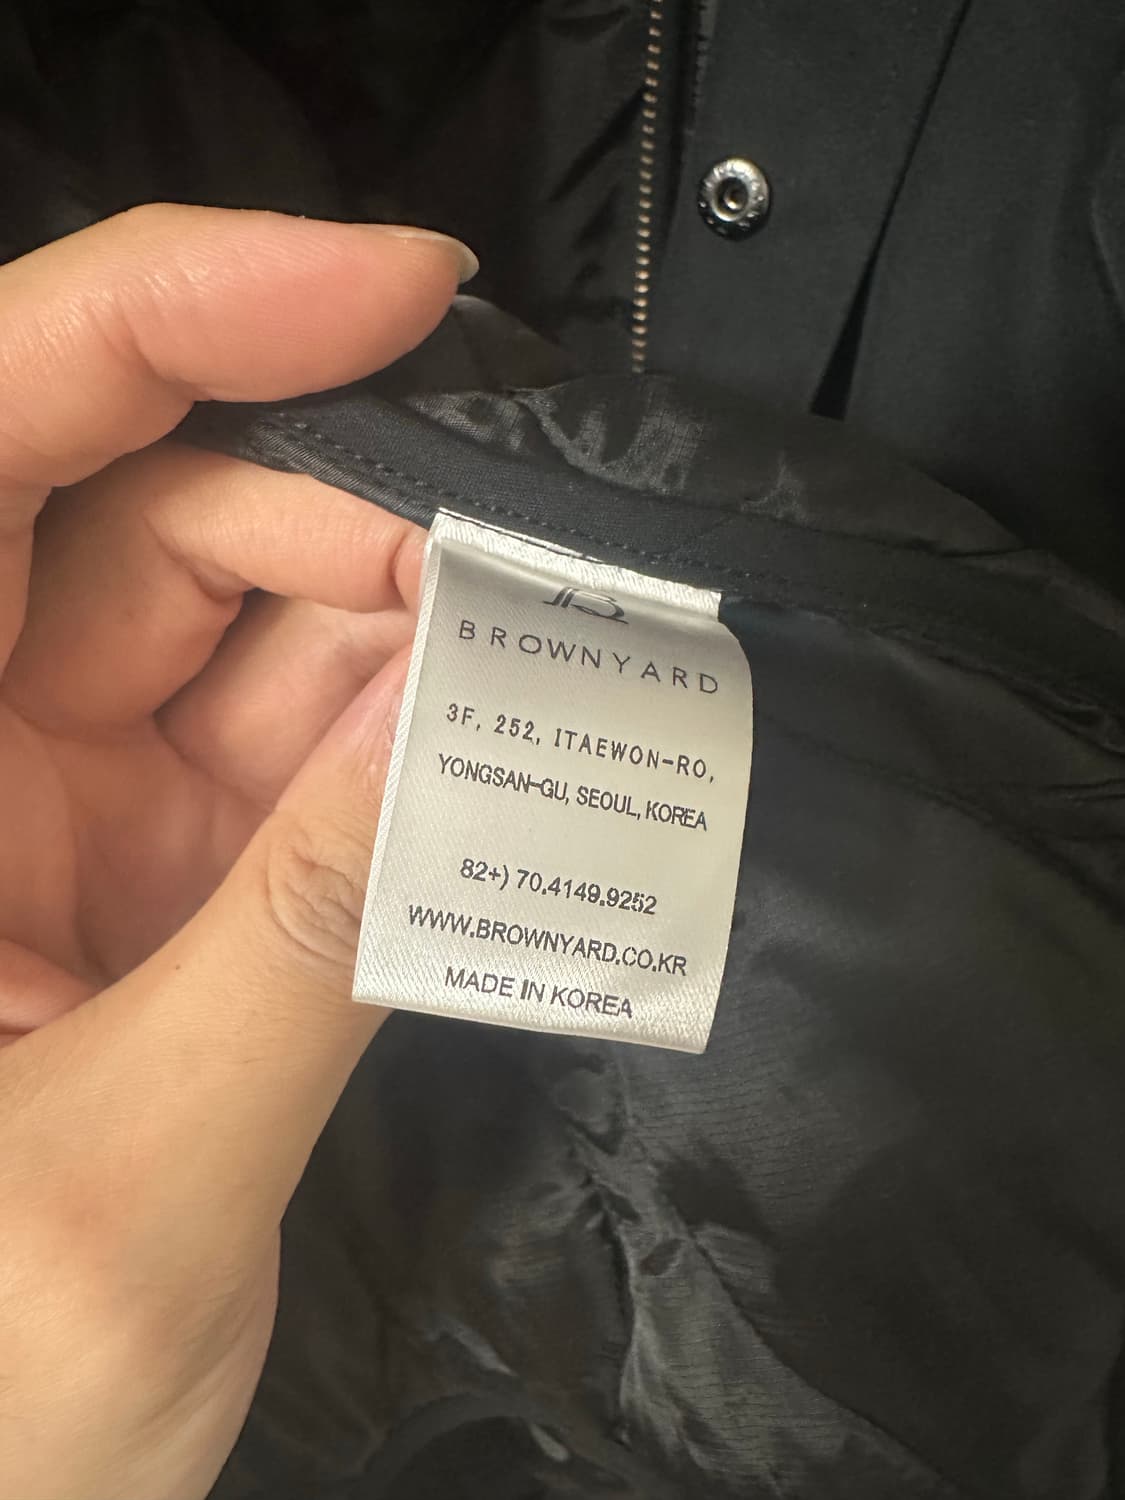 BROWNYARD
3F, 252, ITAEWON-RO,
YONGSAN-GU, SEOUL, KOREA
82+) 70.4149.9252
WWW.BROWNYARD.CO.KR
MADE IN KOREA